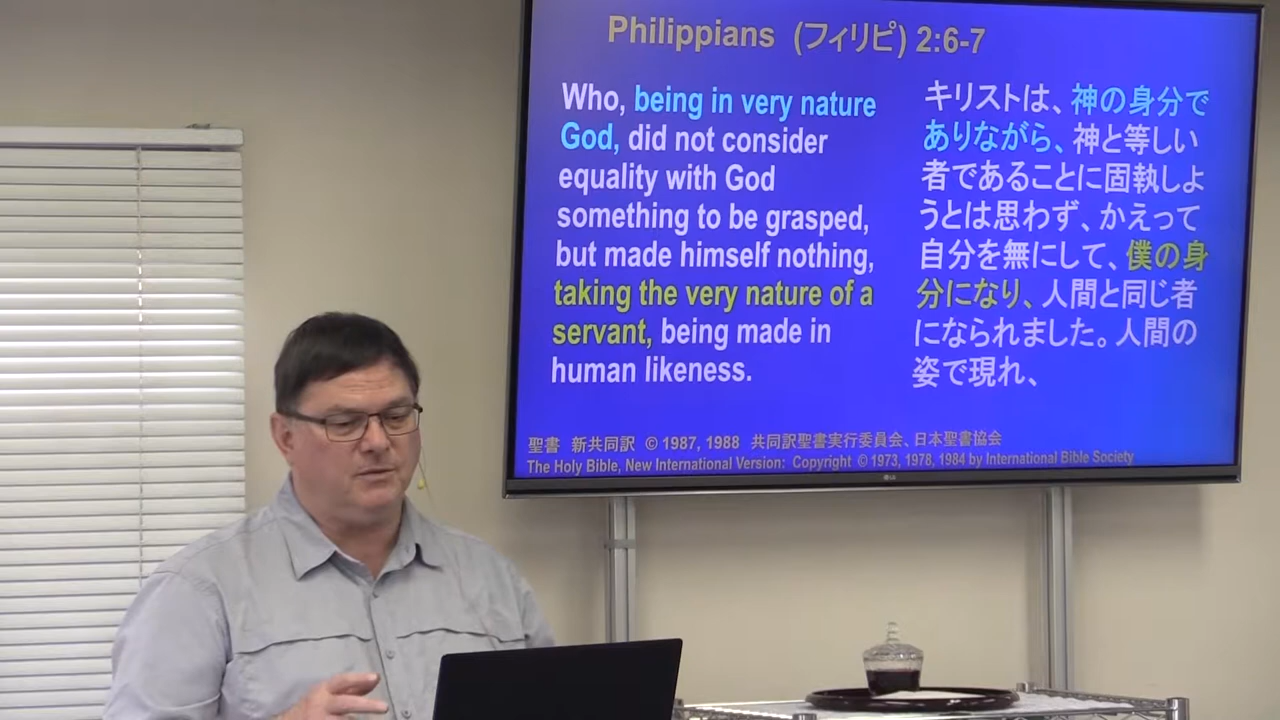 Philippians (フィリピ) 2:6-7
Who, being in very nature
God, did not consider
equality with God
something to be grasped,
but made himself nothing,
taking the very nature of a
servant, being made in
human likeness.
キリストは、神の身分で
ありながら、神と等しい
者であることに固執しよ
うとは思わず、かえって
自分を無にして、僕の身
分になり、人間と同じ者
になられました。人間の
姿で現れ、
聖書 新共同訳 © 1987, 1988 共同訳聖書実行委員会、日本聖書協会
The Holy Bible, New International Version: Copyright © 1973, 1978, 1984 by International Bible Society
LG